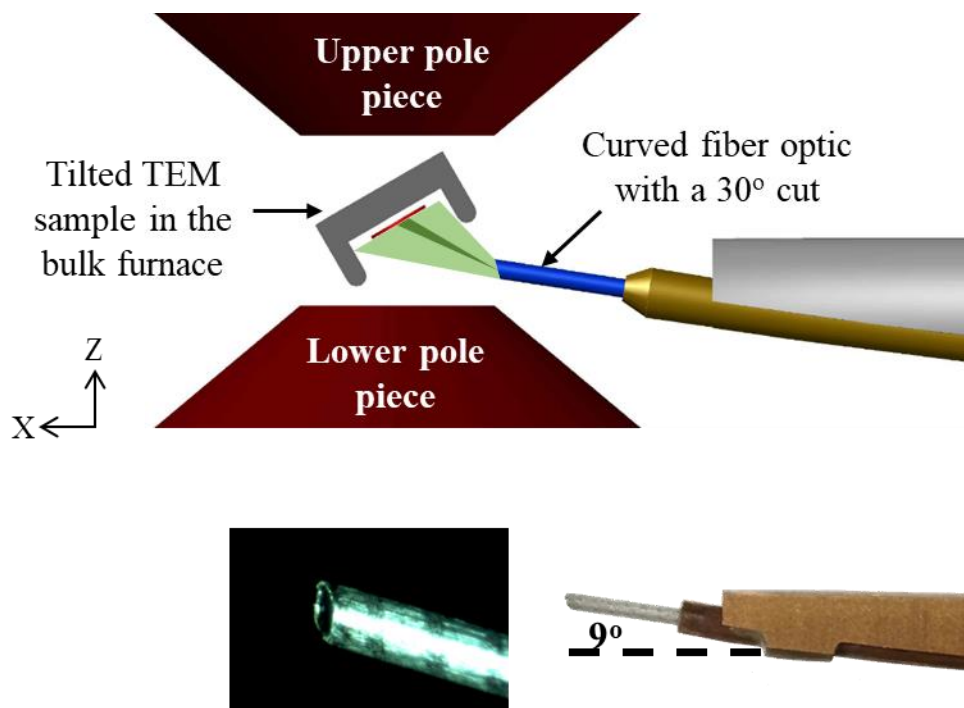 Upper pole
piece
Tilted TEM
sample in the
bulk furnace
Curved fiber optic
with a 30° cut
Lower pole
piece
Z
X
9°